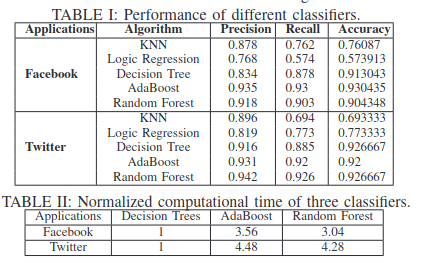 TABLE I: Performance of different classifiers.
Applications Algorithm Precision Recall Accuracy
KNN 0.878 0.762 0.76087
Logic Regression 0.768 0.574 0.573913
Facebook Decision Tree 0.834 0.878 0.913043
AdaBoost 0.935 0.93 0.930435
Random Forest 0.918 0.903 0.904348
KNN 0.896 0.694 0.693333
Logic Regression 0.819 0.773 0.773333
Twitter Decision Tree 0.916 0.885 0.926667
AdaBoost 0.931 0.92 0.92
Random Forest 0.942 0.926 0.926667
TABLE II: Normalized computational time of three classifiers.
Applications Decision Trees AdaBoost Random Forest
Facebook 1 3.56 3.04
Twitter 1 4.48 4.28